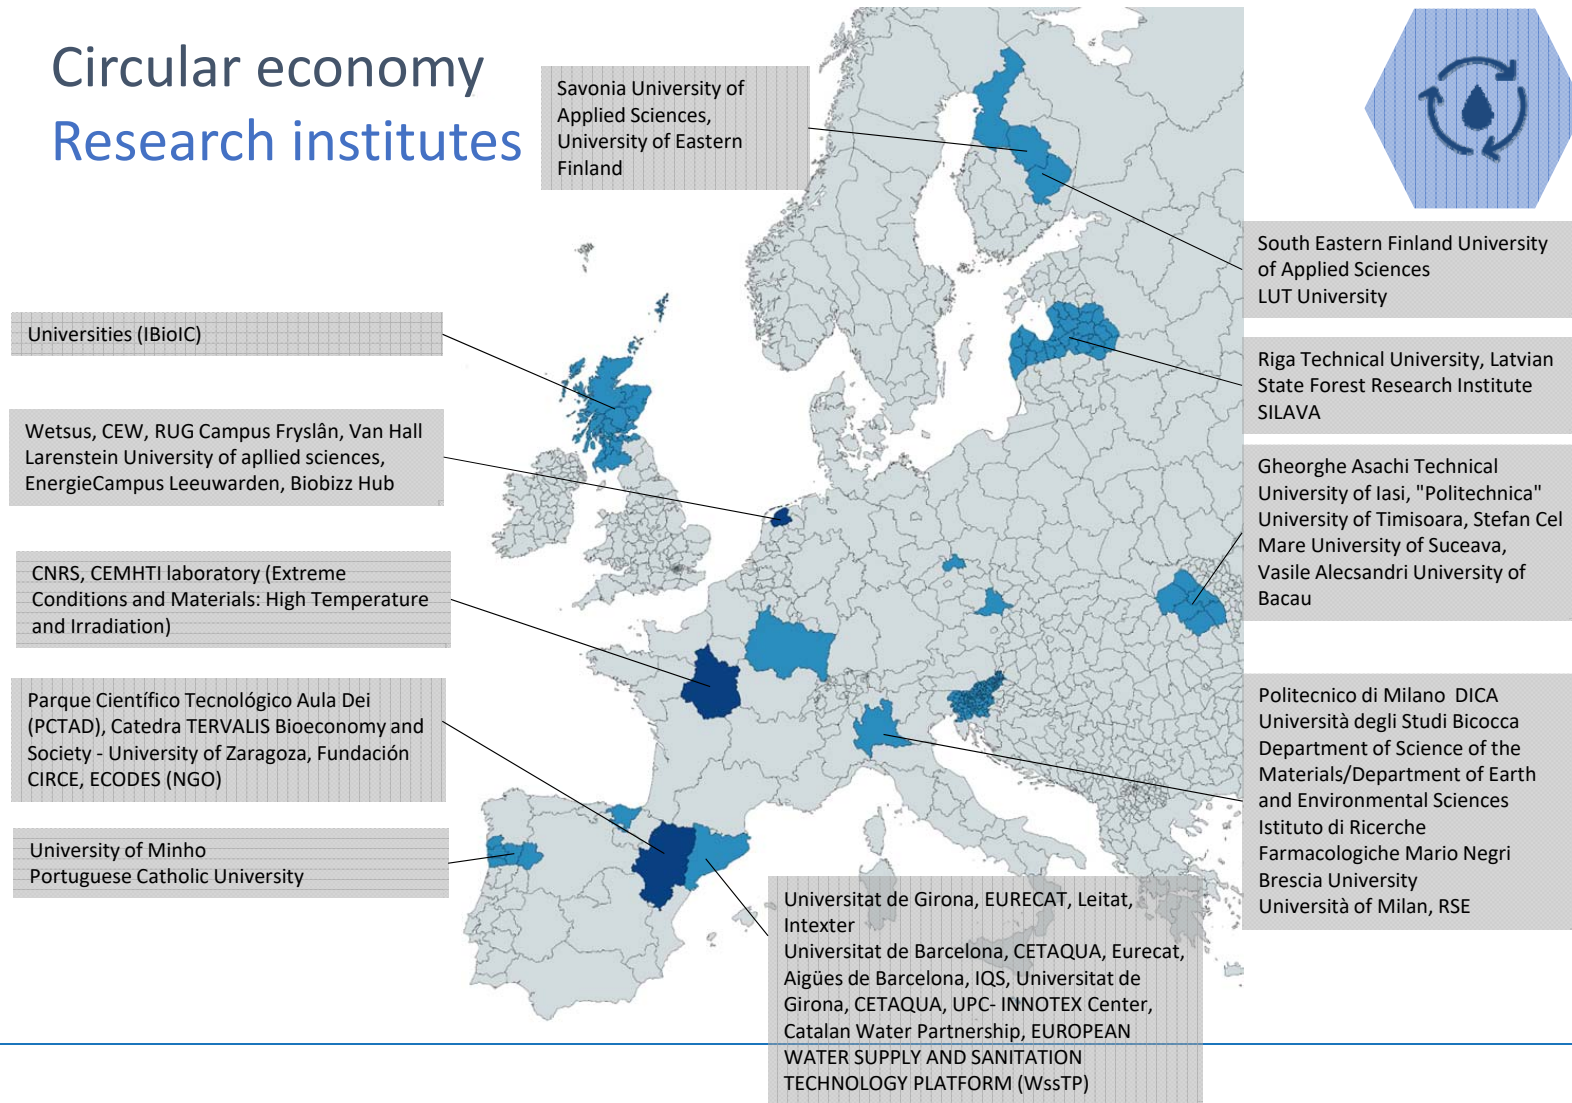 Circular economy
Research institutes
Savonia University of
Applied Sciences,
University of Eastern
Finland
South Eastern Finland University
of Applied Sciences
LUT University
Universities (IBioIC)
Riga Technical University, Latvian
State Forest Research Institute
SILAVA
Wetsus, CEW, RUG Campus Fryslân, Van Hall
Larenstein University of apllied sciences,
EnergieCampus Leeuwarden, Biobizz Hub
Gheorghe Asachi Technical
University of Iasi, "Politechnica"
University of Timisoara, Stefan Cel
Mare University of Suceava,
Vasile Alecsandri University of
Bacau
CNRS, CEMHTI laboratory (Extreme
Conditions and Materials: High Temperature
and Irradiation)
Parque Científico Tecnológico Aula Dei
(PCTAD), Catedra TERVALIS Bioeconomy and
Society - University of Zaragoza, Fundación
CIRCE, ECODES (NGO)
Politecnico di Milano  DICA
Università degli Studi Bicocca
Department of Science of the
Materials/Department of Earth
and Environmental Sciences
Istituto di Ricerche
Farmacologiche Mario Negri
Brescia University
Università of Milan, RSE
University of Minho
Portuguese Catholic University
Universitat de Girona, EURECAT, Leitat,
Intexter
Universitat de Barcelona, CETAQUA, Eurecat,
Aigües de Barcelona, IQS, Universitat de
Girona, CETAQUA, UPC- INNOTEX Center,
Catalan Water Partnership, EUROPEAN
WATER SUPPLY AND SANITATION
TECHNOLOGY PLATFORM (WssTP)